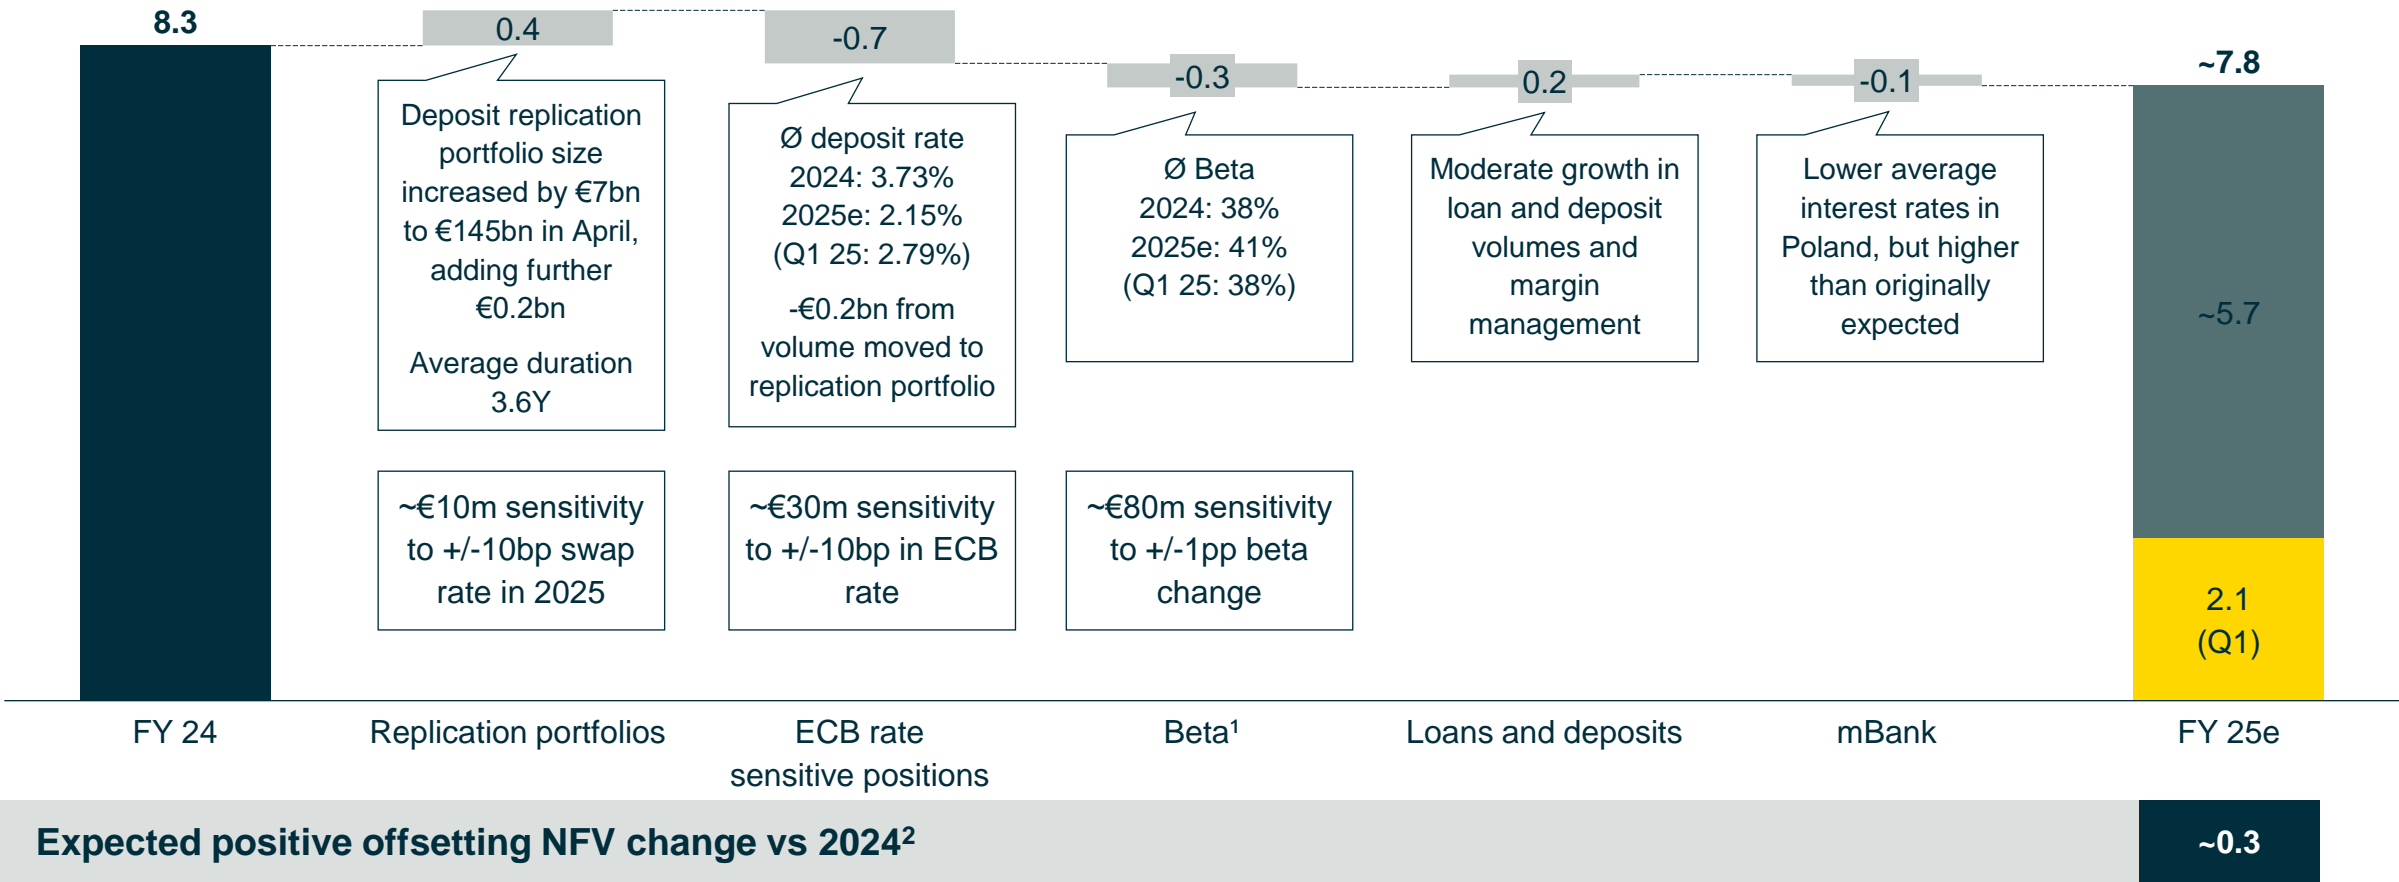 8.3
0.4
-0.7
-0.3
0.2
-0.1
~7.8
Deposit replication
portfolio size
increased by €7bn
to €145bn in April,
adding further
€0.2bn
Average duration
3.6Y
Ø deposit rate
2024: 3.73%
2025e: 2.15%
(Q1 25: 2.79%)
-€0.2bn from
volume moved to
replication portfolio
Ø Beta
2024: 38%
2025e: 41%
(Q1 25: 38%)
Moderate growth in
loan and deposit
volumes and
margin
management
Lower average
interest rates in
Poland, but higher
than originally
expected
~5.7
~€10m sensitivity
to +/-10bp swap
rate in 2025
~€30m sensitivity
to +/-10bp in ECB
rate
~€80m sensitivity
to +/-1pp beta
change
2.1
(Q1)
FY 24
Replication portfolios
ECB rate
sensitive positions
Beta¹
Loans and deposits
mBank
FY 25e
Expected positive offsetting NFV change vs 2024²
~0.3